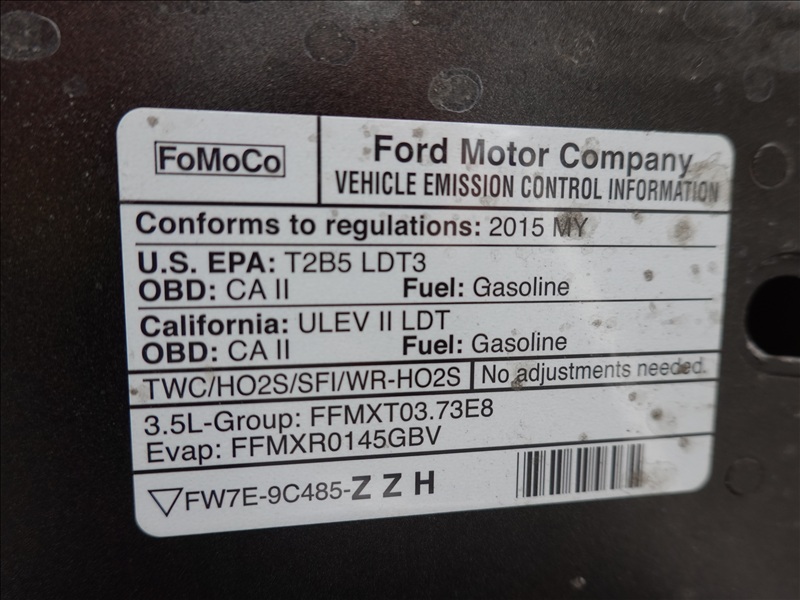 FoMoCo
Ford Motor Company
VEHICLE EMISSION CONTROL INFORMATION
Conforms to regulations: 2015 MY
U.S. EPA: T2B5 LDT3
OBD: CA II Fuel: Gasoline
California: ULEV II LDT
OBD: CA II Fuel: Gasoline
TWC/HO2S/SFI/WR-HO2S No adjustments needed.
3.5L-Group: FFMXT03.73E8
Evap: FFMXR0145GBV
FW7E-9C485-ZZH